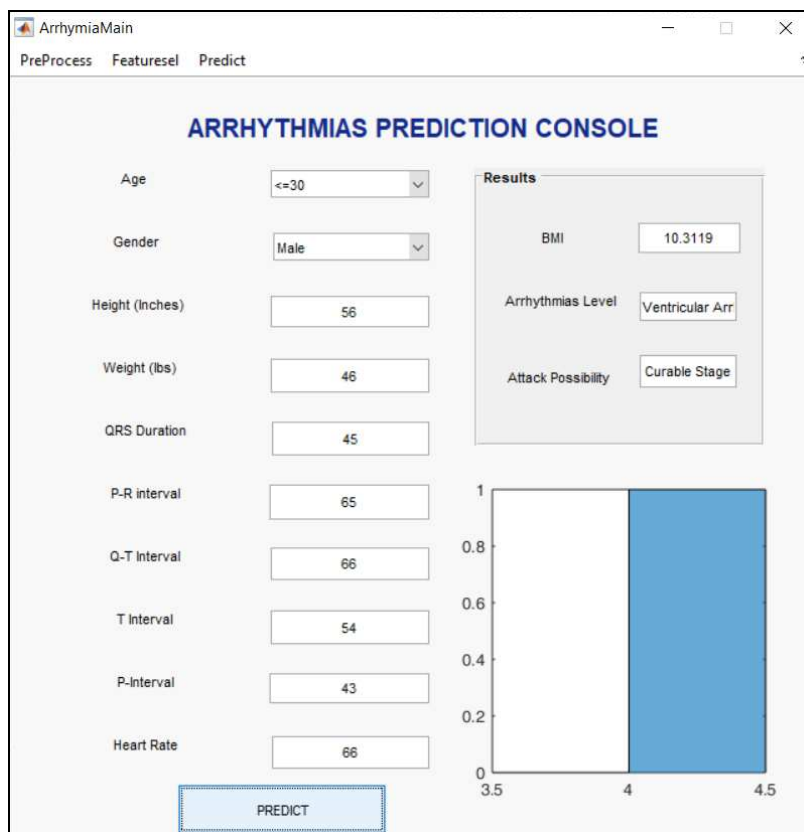 ArrhymiaMain
PreProcess Featuresel Predict
ARRHYTHMIAS PREDICTION CONSOLE
Age <=30
Gender Male
Height (Inches) 56
Weight (lbs) 46
QRS Duration 45
P-R interval 65
Q-T Interval 66
T Interval 54
P-Interval 43
Heart Rate 66
PREDICT
Results
BMI 10.3119
Arrhythmias Level Ventricular Arr
Attack Possibility Curable Stage
1
0.8
0.6
0.4
0.2
0
3.5 4 4.5